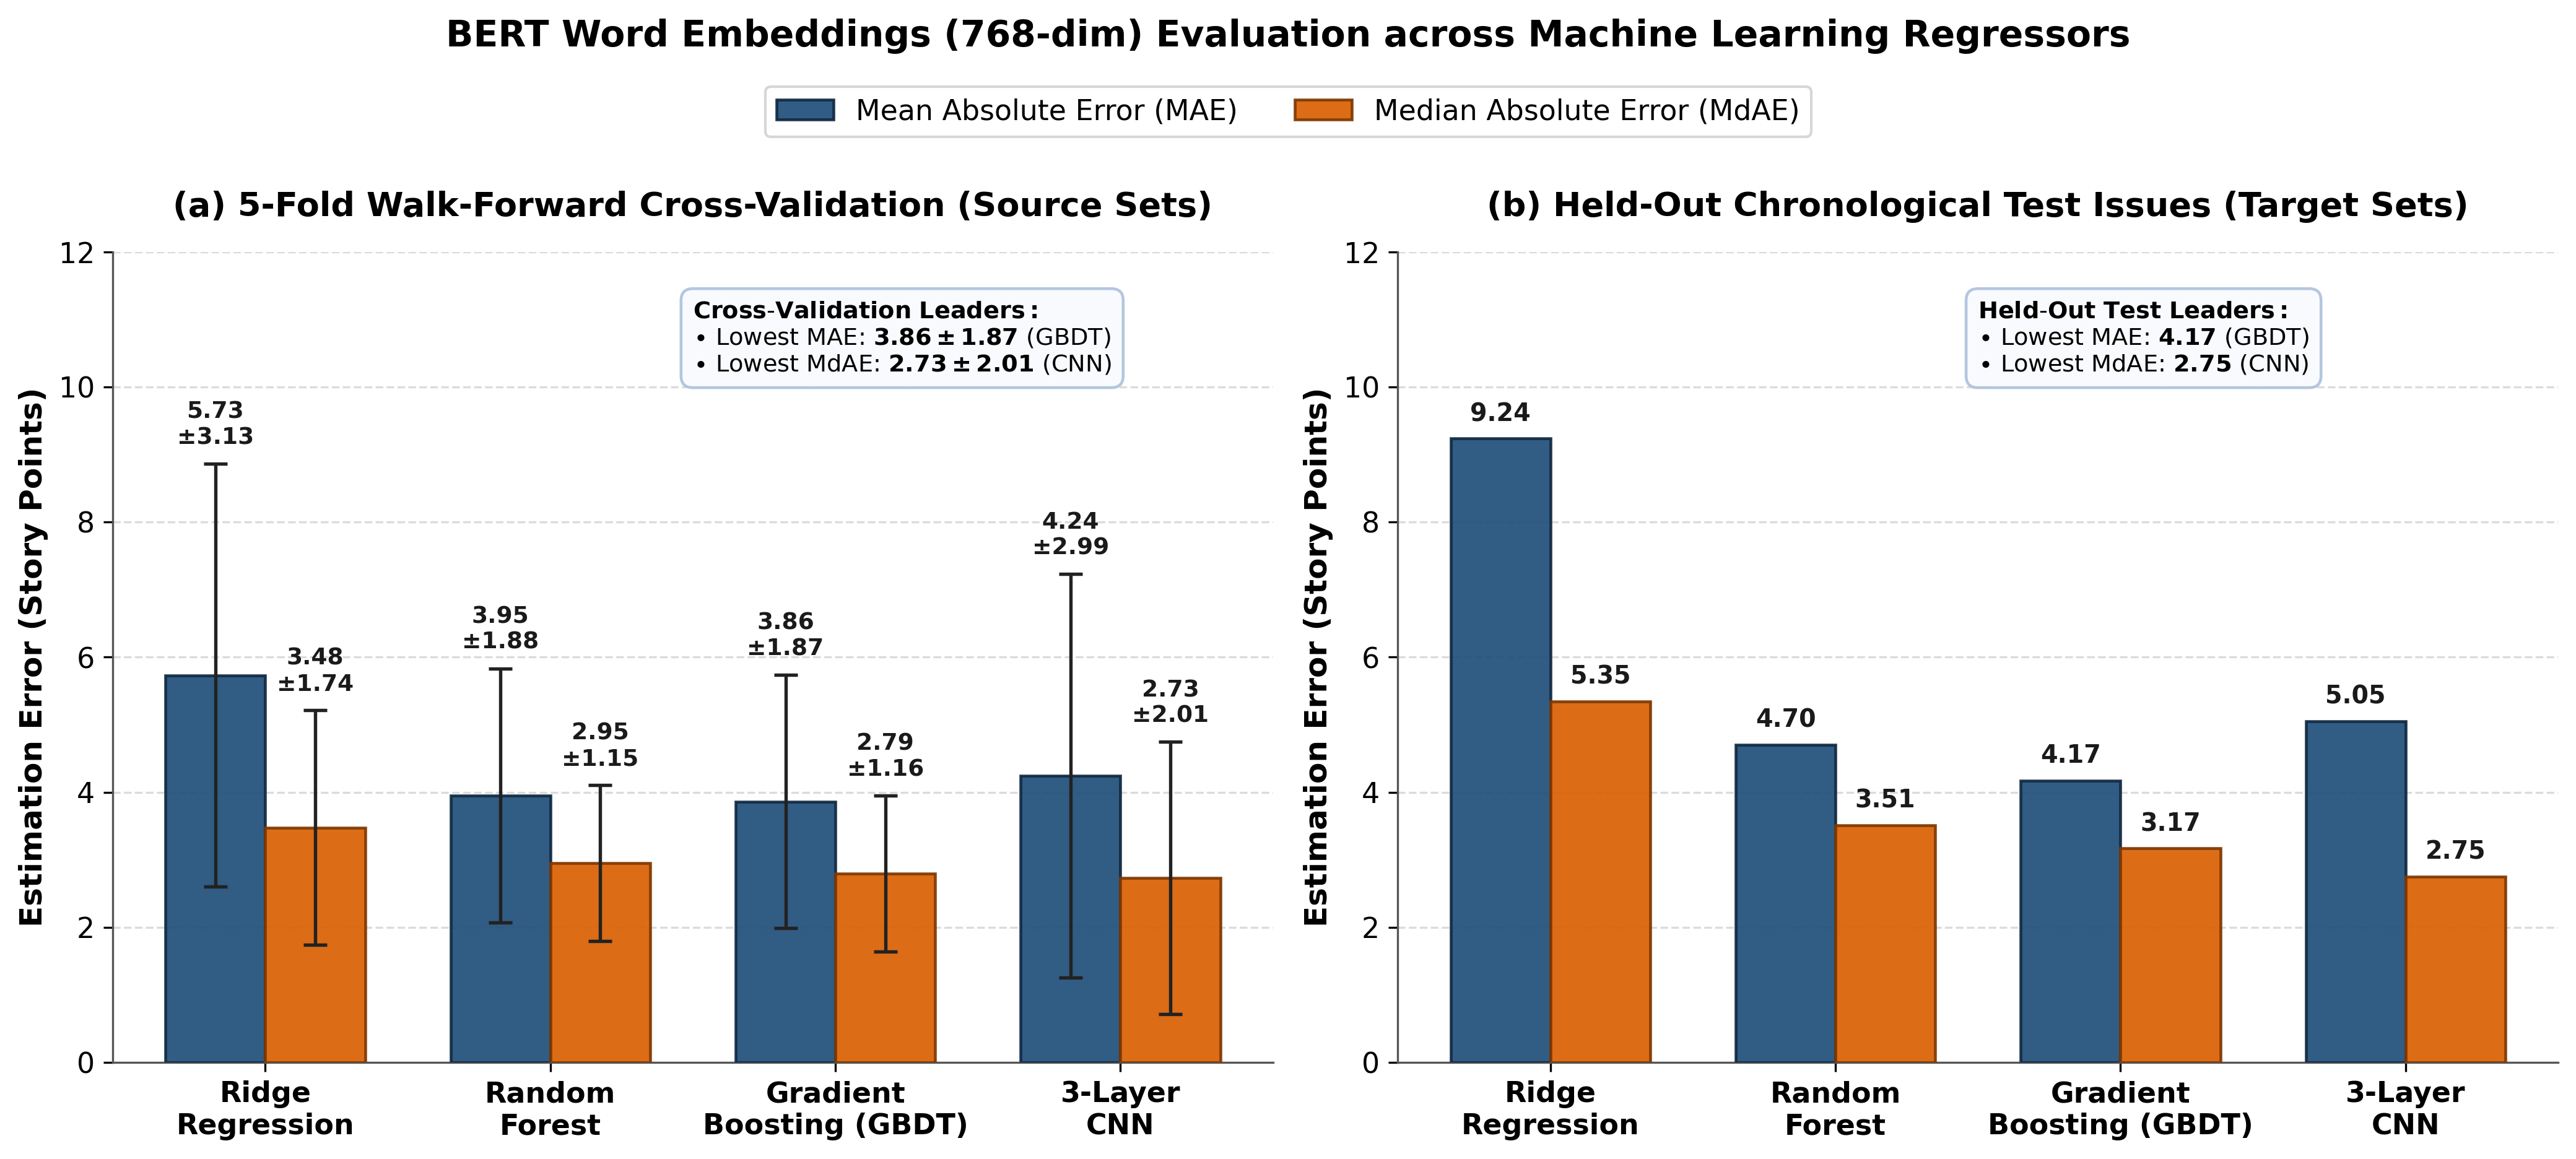 BERT Word Embeddings (768-dim) Evaluation across Machine Learning Regressors
Mean Absolute Error (MAE)
Median Absolute Error (MdAE)
(a) 5-Fold Walk-Forward Cross-Validation (Source Sets)
Estimation Error (Story Points)
12
10
8
6
4
2
0
Cross-Validation Leaders:
• Lowest MAE: 3.86 ± 1.87 (GBDT)
• Lowest MdAE: 2.73 ± 2.01 (CNN)
5.73
±3.13
3.48
±1.74
3.95
±1.88
2.95
±1.15
3.86
±1.87
2.79
±1.16
4.24
±2.99
2.73
±2.01
Ridge
Regression
Random
Forest
Gradient
Boosting (GBDT)
3-Layer
CNN
(b) Held-Out Chronological Test Issues (Target Sets)
Estimation Error (Story Points)
12
10
8
6
4
2
0
Held-Out Test Leaders:
• Lowest MAE: 4.17 (GBDT)
• Lowest MdAE: 2.75 (CNN)
9.24
5.35
4.70
3.51
4.17
3.17
5.05
2.75
Ridge
Regression
Random
Forest
Gradient
Boosting (GBDT)
3-Layer
CNN